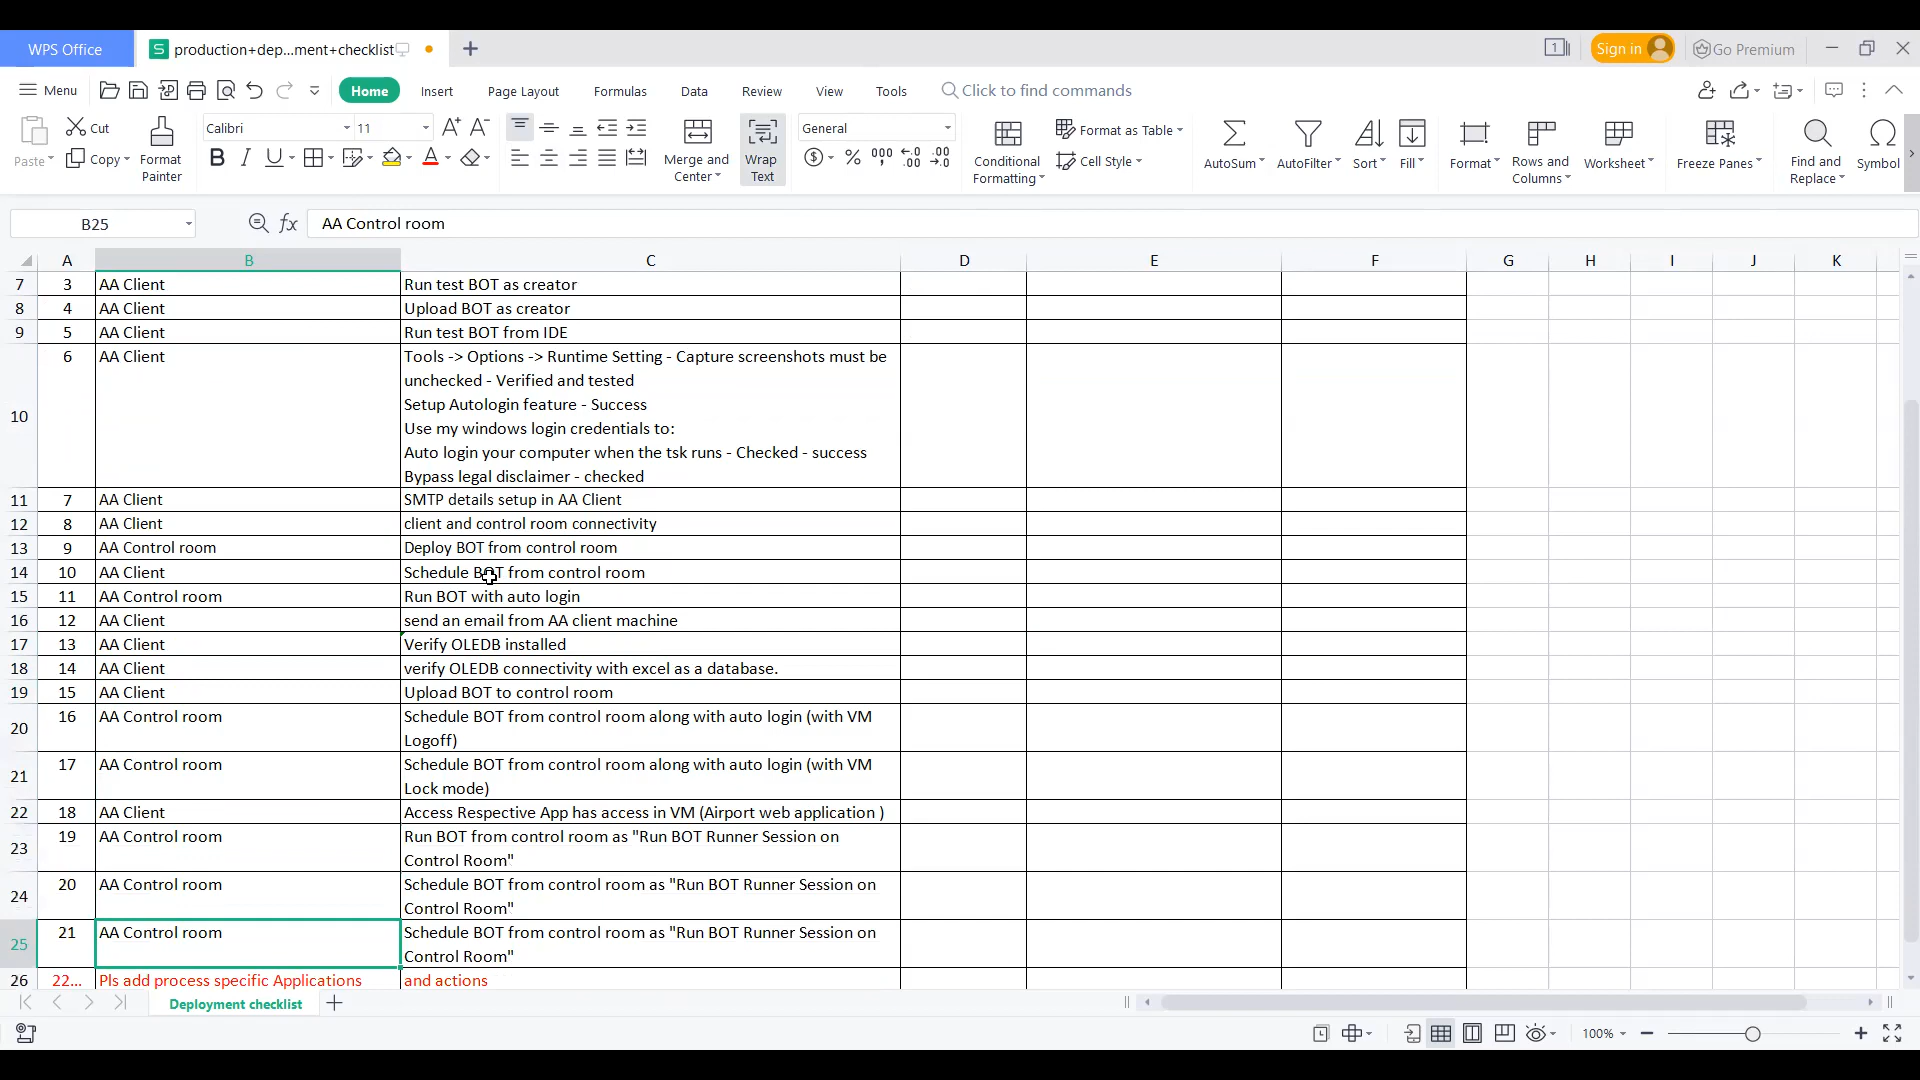 WPS Office
S production+dep...ment+checklist
1 Sign in Go Premium
Menu Home Insert Page Layout Formulas Data Review View Tools Click to find commands
Paste Cut Copy Format Painter
Calibri 11
B I U A
Merge and Center Wrap Text
General
Conditional Formatting Format as Table Cell Style
AutoSum AutoFilter Sort Fill Format Rows and Columns Worksheet Freeze Panes Find and Replace Symbol
B25 fx AA Control room
A B C D E F G H I J K
7 3 AA Client Run test BOT as creator
8 4 AA Client Upload BOT as creator
9 5 AA Client Run test BOT from IDE
10 6 AA Client Tools -> Options -> Runtime Setting - Capture screenshots must be
unchecked - Verified and tested
Setup Autologin feature - Success
Use my windows login credentials to:
Auto login your computer when the tsk runs - Checked - success
Bypass legal disclaimer - checked
11 7 AA Client SMTP details setup in AA Client
12 8 AA Client client and control room connectivity
13 9 AA Control room Deploy BOT from control room
14 10 AA Client Schedule BOT from control room
15 11 AA Control room Run BOT with auto login
16 12 AA Client send an email from AA client machine
17 13 AA Client Verify OLEDB installed
18 14 AA Client verify OLEDB connectivity with excel as a database.
19 15 AA Client Upload BOT to control room
20 16 AA Control room Schedule BOT from control room along with auto login (with VM
Logoff)
21 17 AA Control room Schedule BOT from control room along with auto login (with VM
Lock mode)
22 18 AA Client Access Respective App has access in VM (Airport web application )
23 19 AA Control room Run BOT from control room as "Run BOT Runner Session on
Control Room"
24 20 AA Control room Schedule BOT from control room as "Run BOT Runner Session on
Control Room"
25 21 AA Control room Schedule BOT from control room as "Run BOT Runner Session on
Control Room"
26 22... Pls add process specific Applications and actions
Deployment checklist
100%